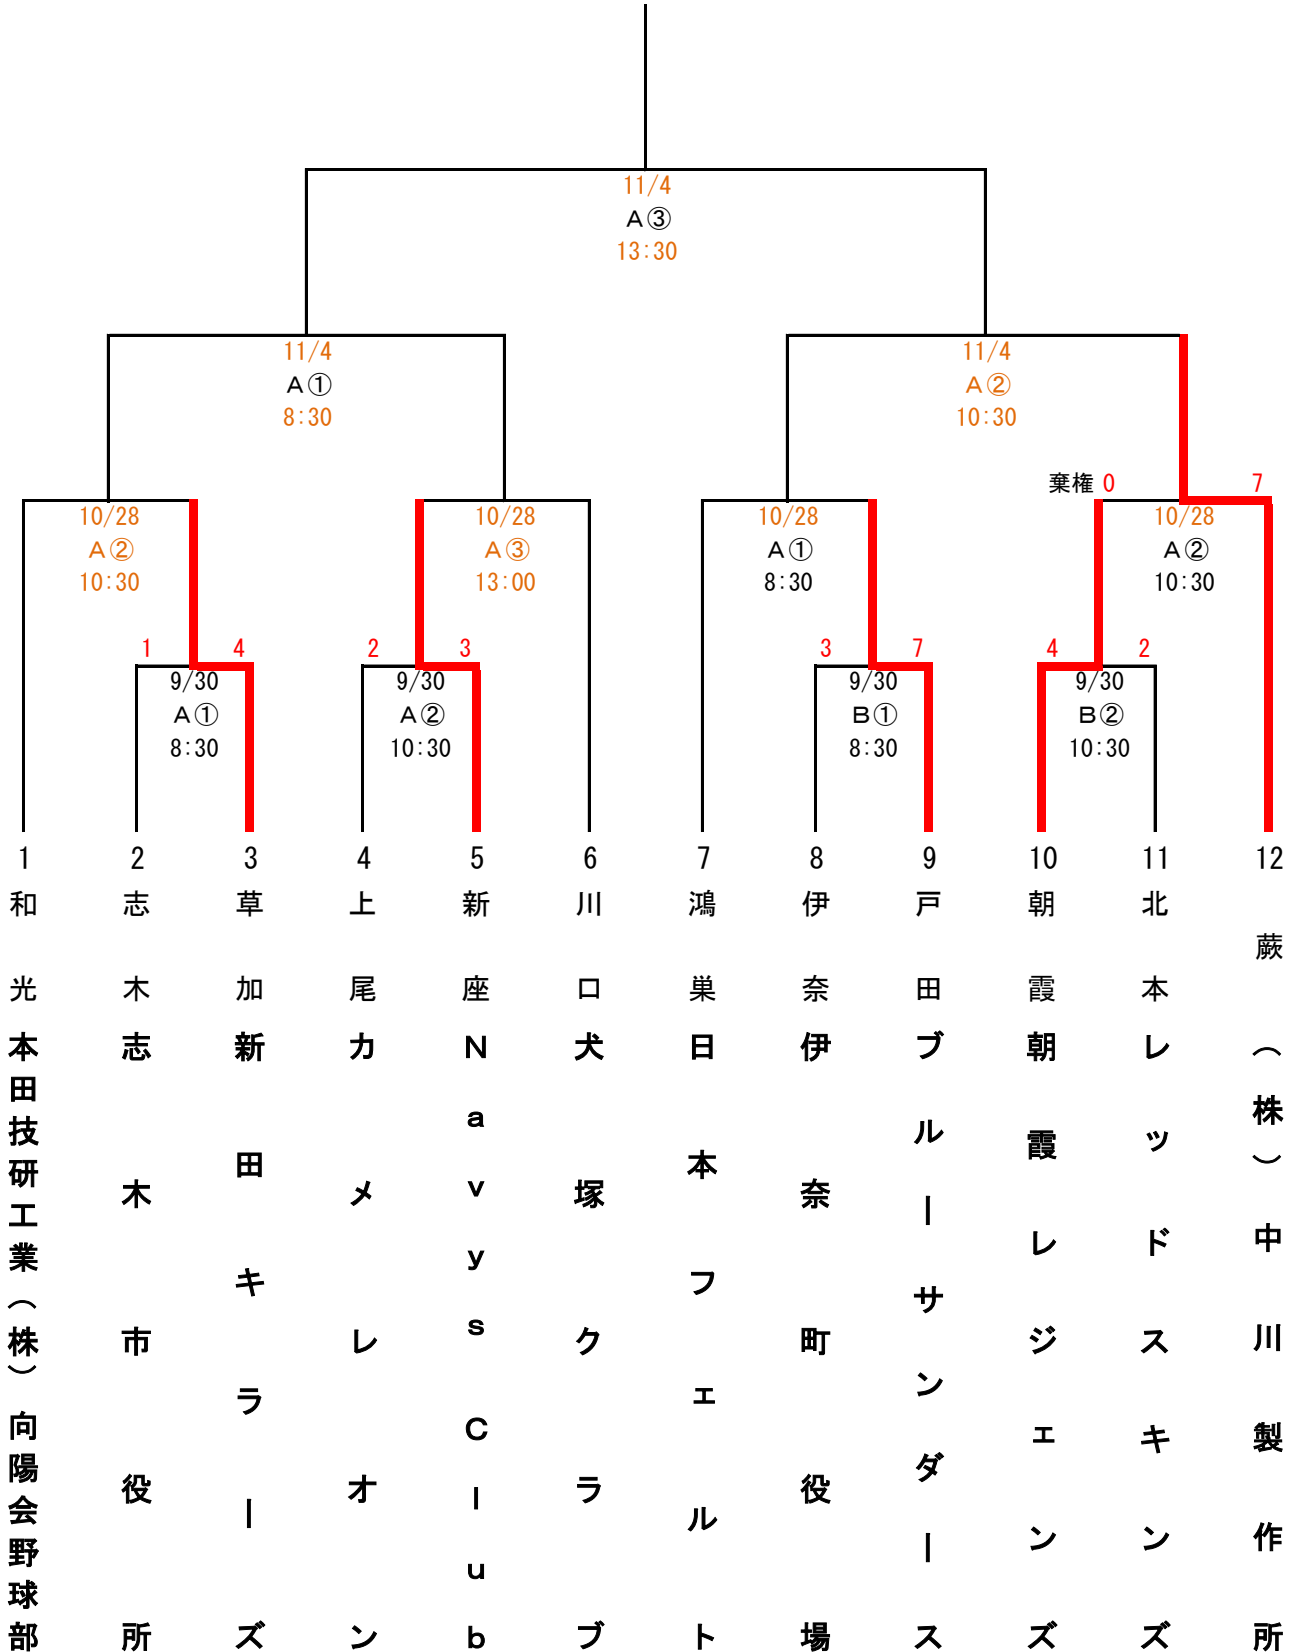 11/4
A③
13:30
11/4
A①
8:30
11/4
A②
10:30
棄権 0
7
10/28
A②
10:30
10/28
A③
13:00
10/28
A①
8:30
10/28
A②
10:30
1
4
2
3
3
7
4
2
9/30
A①
8:30
9/30
A②
10:30
9/30
B①
8:30
9/30
B②
10:30
1
和光
本田技研工業(株)向陽会野球部
2
志木
志木市役所
3
草加
新田キラーズ
4
上尾
カメレオン
5
新座
Navys Club
6
川口
犬塚クラブ
7
鴻巣
日本フェルト
8
伊奈
伊奈町役場
9
戸田
ブルーサンダース
10
朝霞
朝霞レジェンズ
11
北本
レッドスキンズ
12
蕨
(株)中川製作所